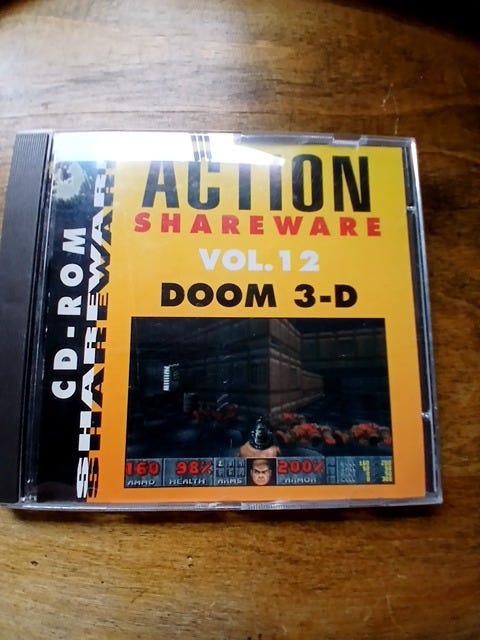 ACTION
SHAREWARE
VOL.12
DOOM 3-D
CD-ROM
SHAREWARE
160 98% 200%
AMMO HEALTH ARMS ARMOR